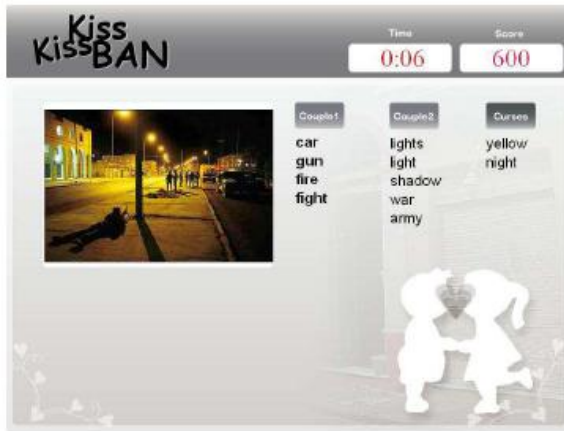 Kiss
KissBAN
Time
Score
0:06
600
Couple1
Couple2
Curses
car
gun
fire
fight
lights
light
shadow
war
army
yellow
night